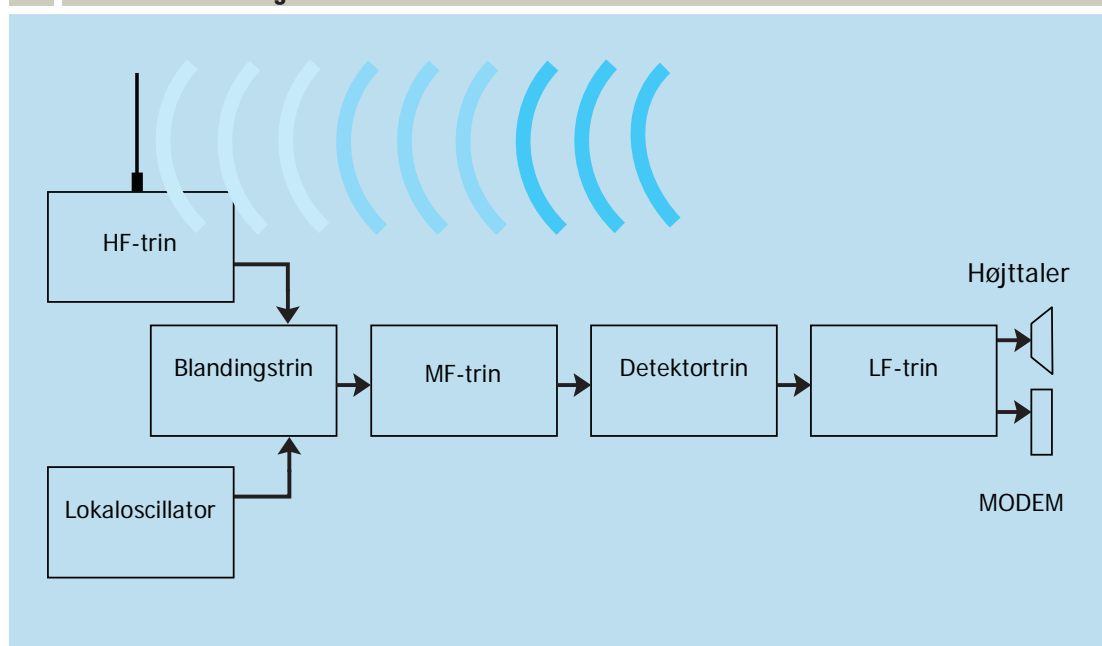 HF-trin
Højttaler
Blandingstrin
MF-trin
Detektortrin
LF-trin
Lokaloscillator
MODEM